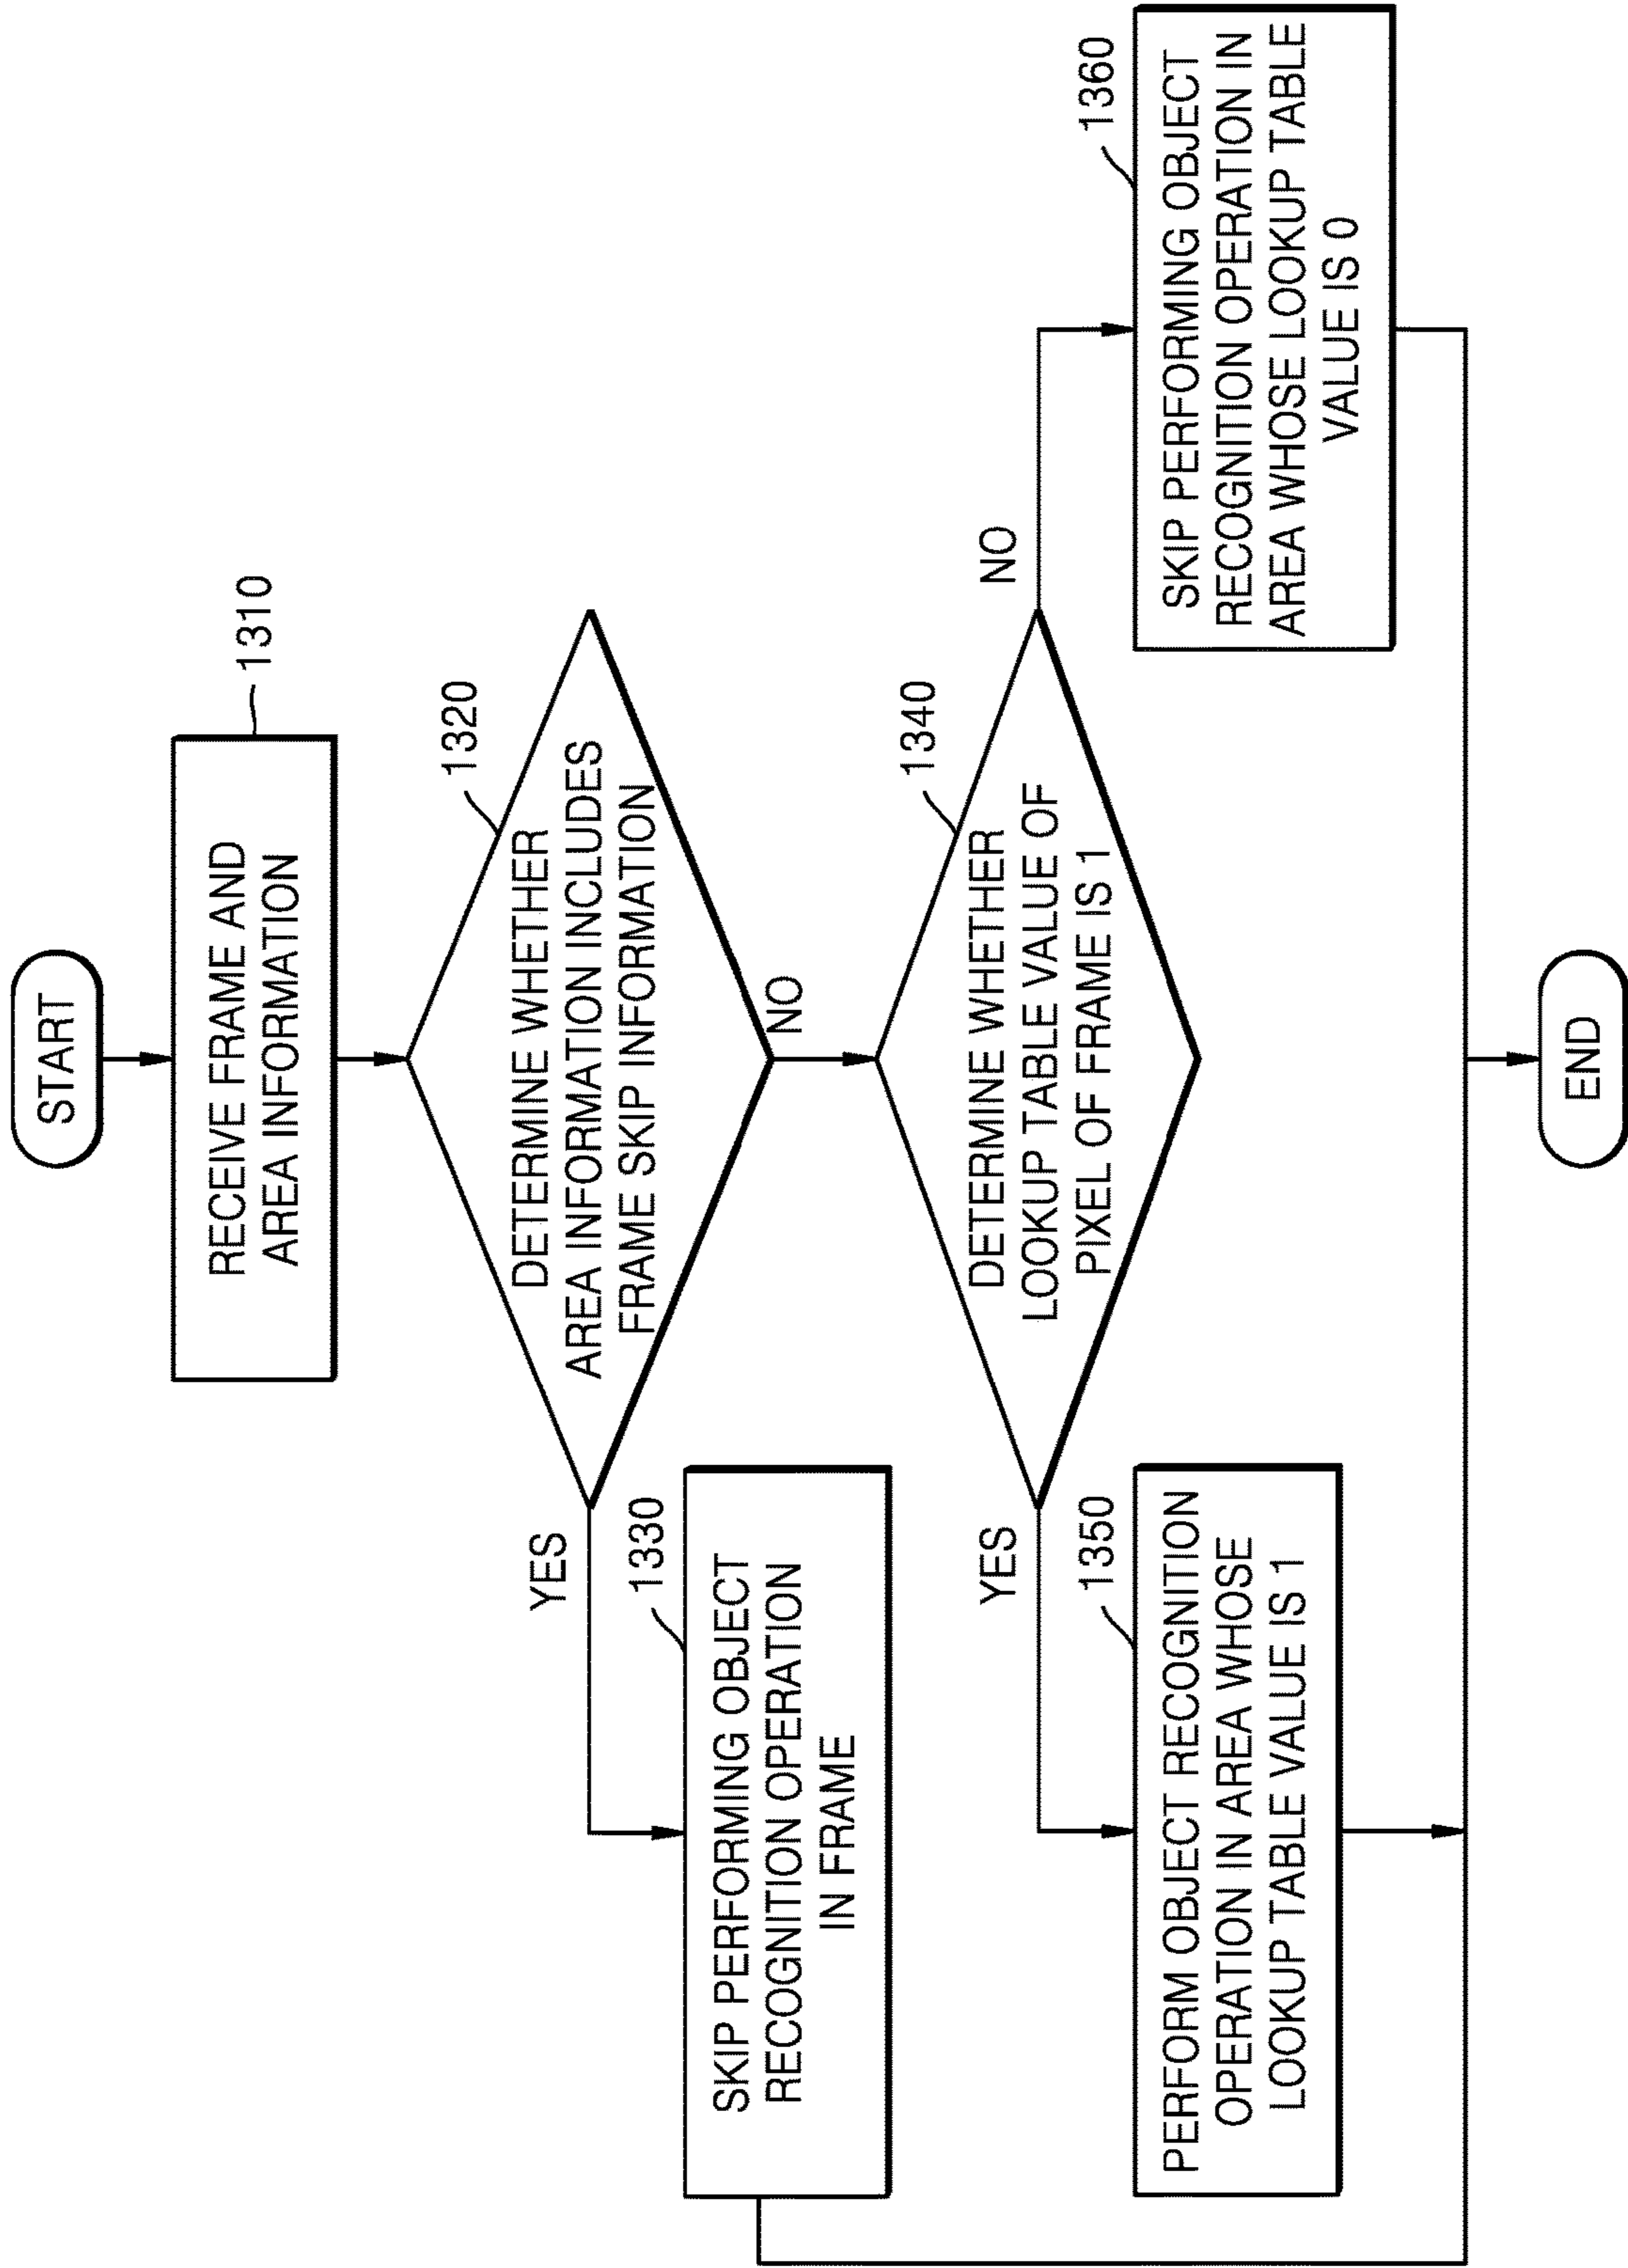 START
RECEIVE FRAME AND
AREA INFORMATION
1310
DETERMINE WHETHER
AREA INFORMATION INCLUDES
FRAME SKIP INFORMATION
1320
YES
NO
SKIP PERFORMING OBJECT
RECOGNITION OPERATION
IN FRAME
1330
DETERMINE WHETHER
LOOKUP TABLE VALUE OF
PIXEL OF FRAME IS 1
1340
YES
NO
PERFORM OBJECT RECOGNITION
OPERATION IN AREA WHOSE
LOOKUP TABLE VALUE IS 1
1350
SKIP PERFORMING OBJECT
RECOGNITION OPERATION IN
AREA WHOSE LOOKUP TABLE
VALUE IS 0
1360
END